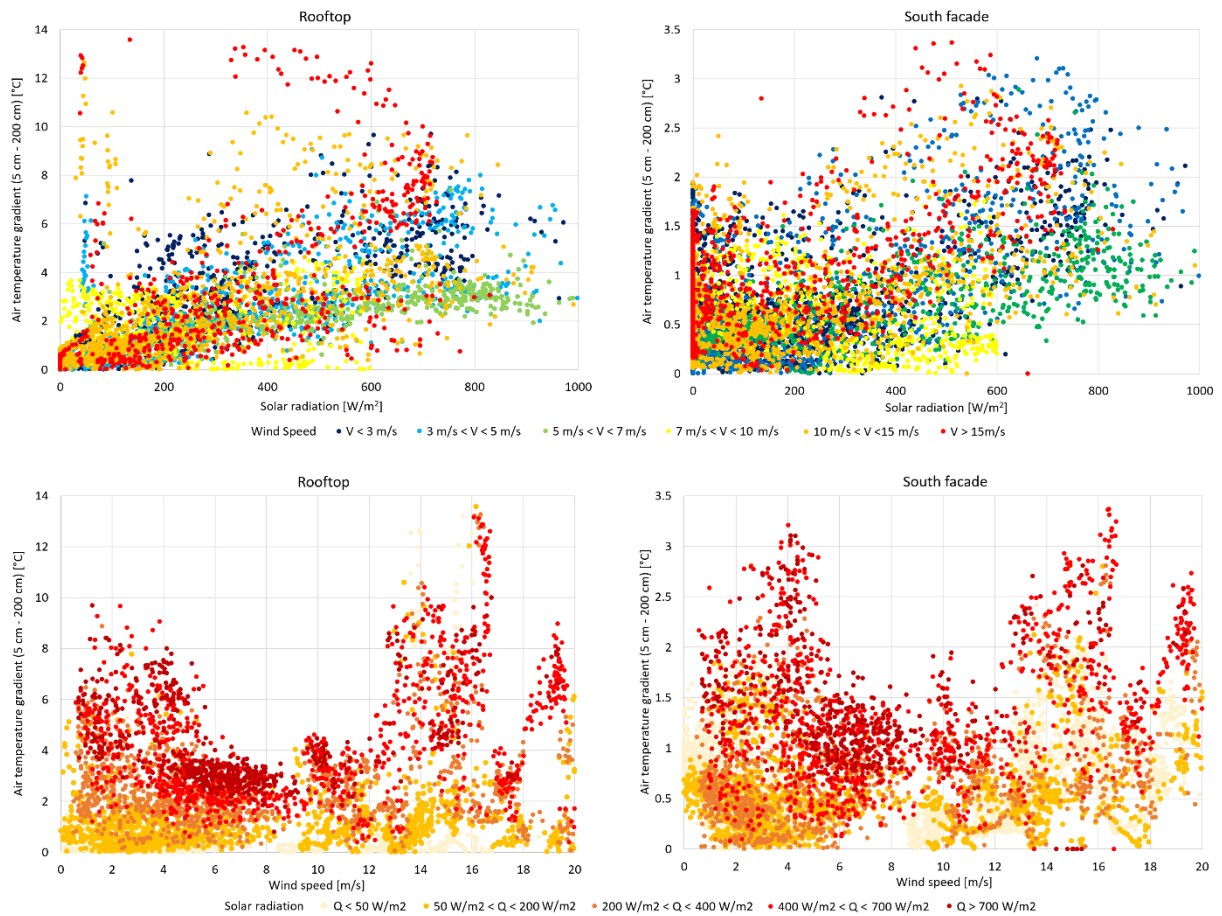 Rooftop
Air temperature gradient (5 cm - 200 cm) [°C]
14
12
10
8
6
4
2
0
0 200 400 600 800 1000
Solar radiation [W/m²]
South facade
Air temperature gradient (5 cm - 200 cm) [°C]
3.5
3
2.5
2
1.5
1
0.5
0
0 200 400 600 800 1000
Solar radiation [W/m²]
Wind Speed V < 3 m/s 3 m/s < V < 5 m/s 5 m/s < V < 7 m/s 7 m/s < V < 10 m/s 10 m/s < V <15 m/s V > 15m/s
Rooftop
Air temperature gradient (5 cm - 200 cm) [°C]
14
12
10
8
6
4
2
0
0 2 4 6 8 10 12 14 16 18 20
Wind speed [m/s]
South facade
Air temperature gradient (5 cm - 200 cm) [°C]
3.5
3
2.5
2
1.5
1
0.5
0
0 2 4 6 8 10 12 14 16 18 20
Wind speed [m/s]
Solar radiation Q < 50 W/m2 50 W/m2 < Q < 200 W/m2 200 W/m2 < Q < 400 W/m2 400 W/m2 < Q < 700 W/m2 Q > 700 W/m2